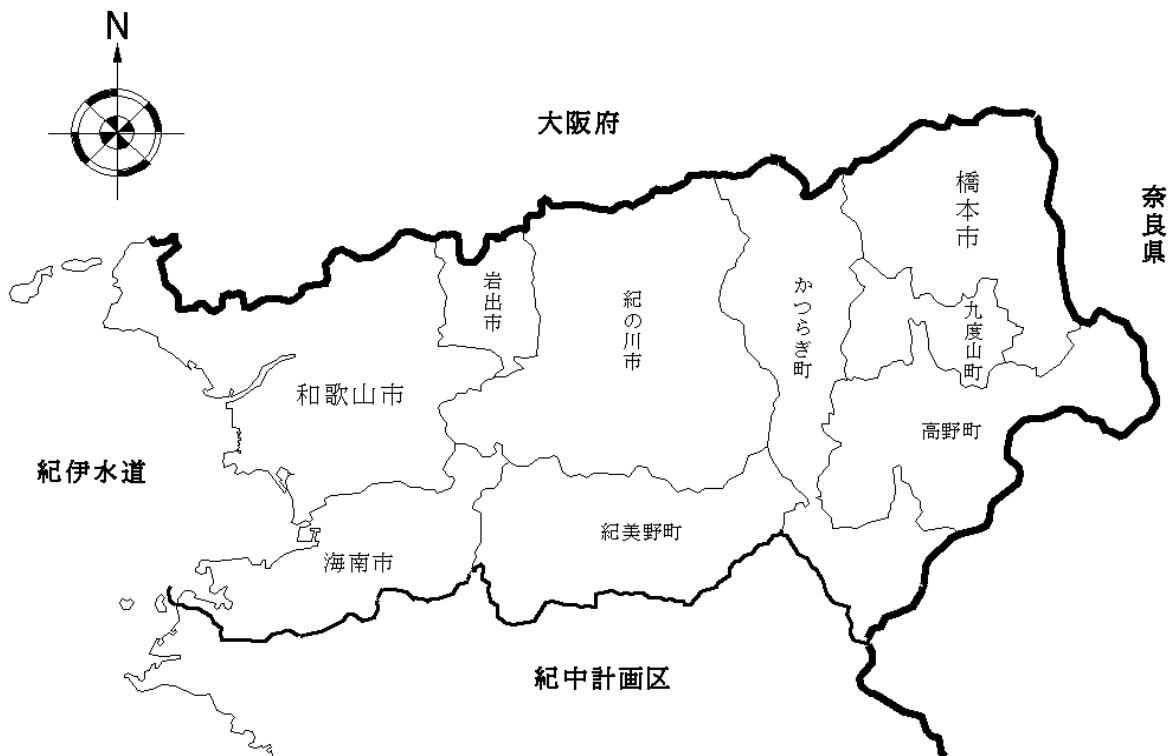 N
大阪府
奈良県
橋本市
岩出市
紀の川市
かつらぎ町
九度山町
和歌山市
高野町
紀伊水道
紀美野町
海南市
紀中計画区